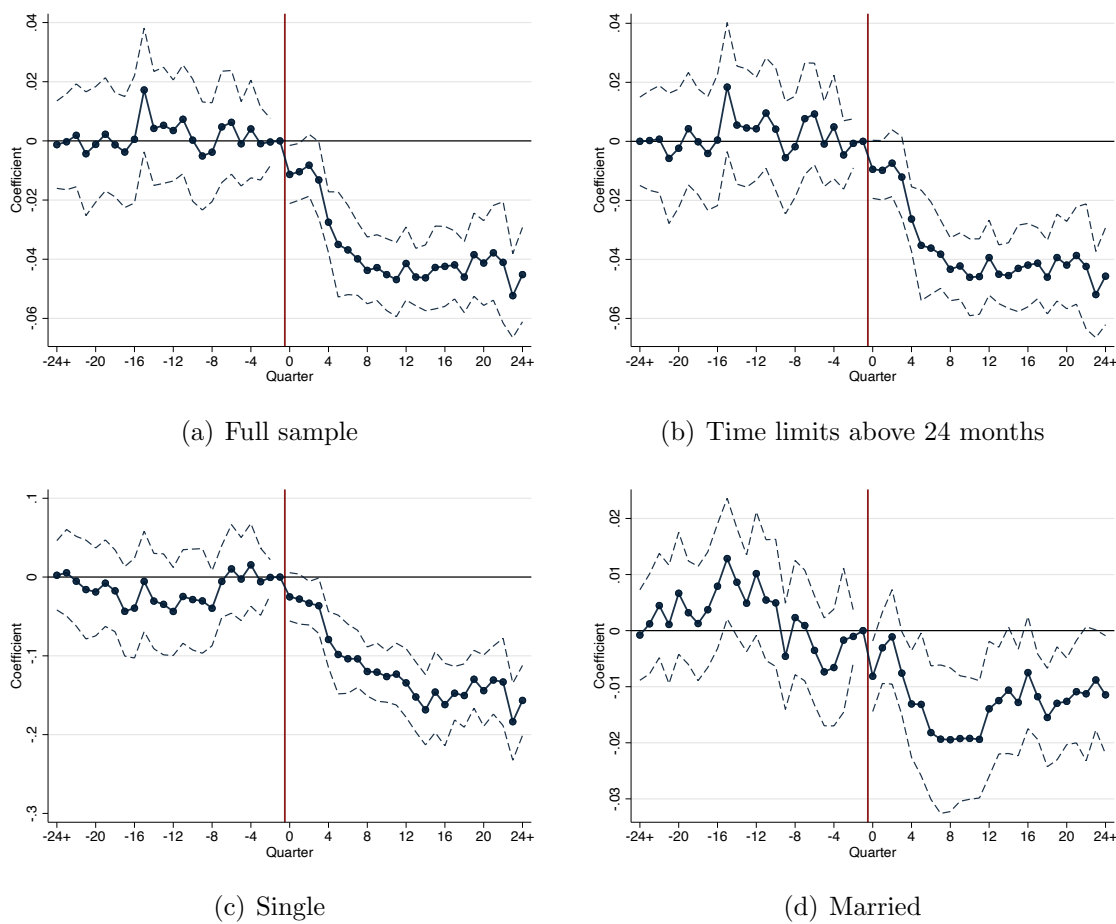 .04
.02
0
-.02
-.04
-.06
Coefficient
-24+ -20 -16 -12 -8 -4 0 4 8 12 16 20 24+
Quarter
(a) Full sample
.04
.02
0
-.02
-.04
-.06
Coefficient
-24+ -20 -16 -12 -8 -4 0 4 8 12 16 20 24+
Quarter
(b) Time limits above 24 months
.1
0
-.1
-.2
-.3
Coefficient
-24+ -20 -16 -12 -8 -4 0 4 8 12 16 20 24+
Quarter
(c) Single
.02
.01
0
-.01
-.02
-.03
Coefficient
-24+ -20 -16 -12 -8 -4 0 4 8 12 16 20 24+
Quarter
(d) Married